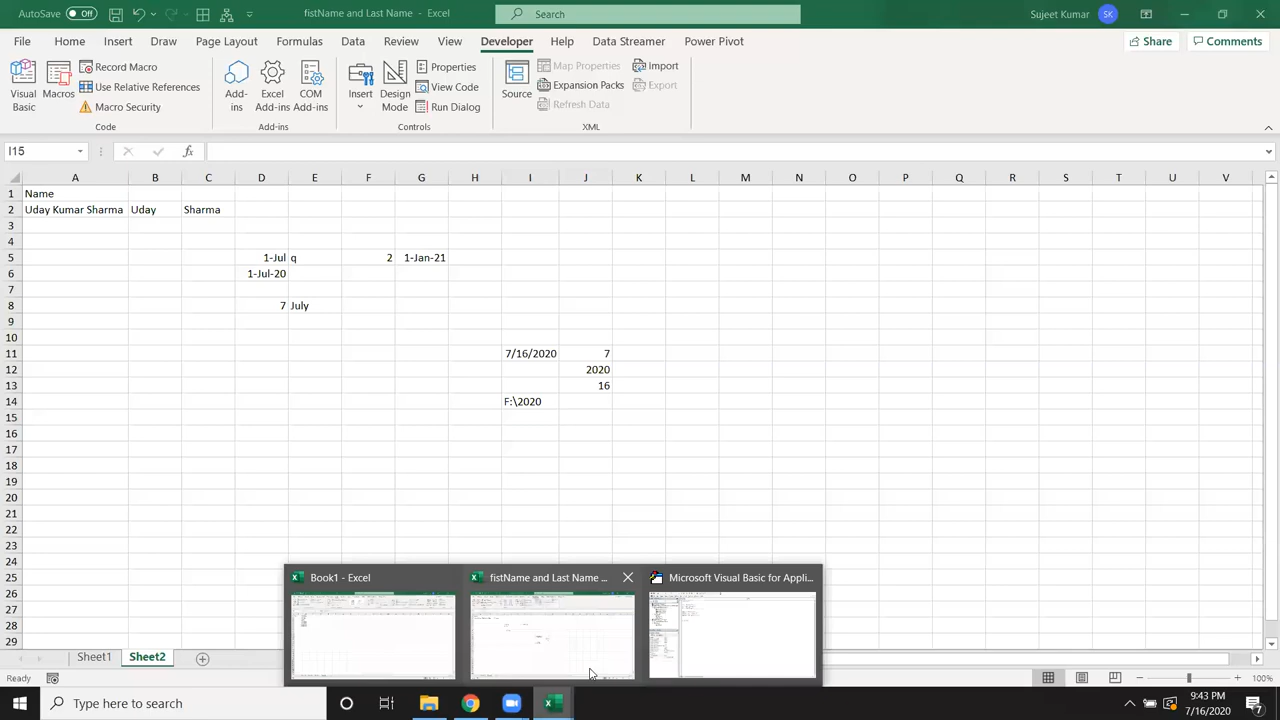 AutoSave Off fistName and Last Name - Excel Search Sujeet Kumar SK
File Home Insert Draw Page Layout Formulas Data Review View Developer Help Data Streamer Power Pivot Share Comments
Visual Basic
Macros
Record Macro
Use Relative References
Macro Security
Add-ins
Excel Add-ins
COM Add-ins
Insert
Design Mode
Properties
View Code
Run Dialog
Source
Map Properties
Expansion Packs
Refresh Data
Import
Export
Code Add-ins Controls XML
I15 fx
A B C D E F G H I J K L M N O P Q R S T U V
1 Name
2 Uday Kumar Sharma Uday Sharma
3
4
5 1-Jul q 2 1-Jan-21
6 1-Jul-20
7
8 7 July
9
10
11 7/16/2020 7
12 2020
13 16
14 F:\2020
15
16
17
18
19
20
21
22
23
24
25
26
27
28
29
Book1 - Excel
fistName and Last Name ...
Microsoft Visual Basic for Appli...
Sheet1 Sheet2
Ready 100%
Type here to search
9:43 PM
7/16/2020
7